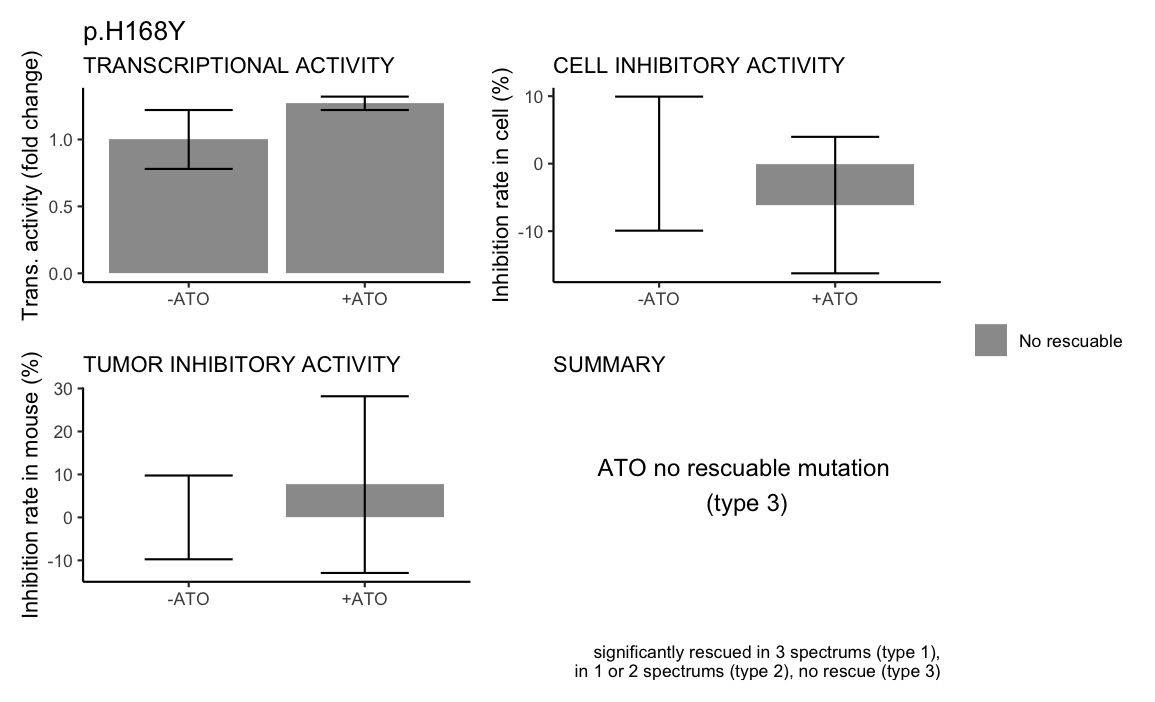 p.H168Y
TRANSCRIPTIONAL ACTIVITY
Trans. activity (fold change)
1.0
0.5
0.0
-ATO
+ATO
CELL INHIBITORY ACTIVITY
Inhibition rate in cell (%)
10
0
-10
-ATO
+ATO
TUMOR INHIBITORY ACTIVITY
Inhibition rate in mouse (%)
30
20
10
0
-10
-ATO
+ATO
SUMMARY
ATO no rescuable mutation
(type 3)
No rescuable
significantly rescued in 3 spectrums (type 1),
in 1 or 2 spectrums (type 2), no rescue (type 3)